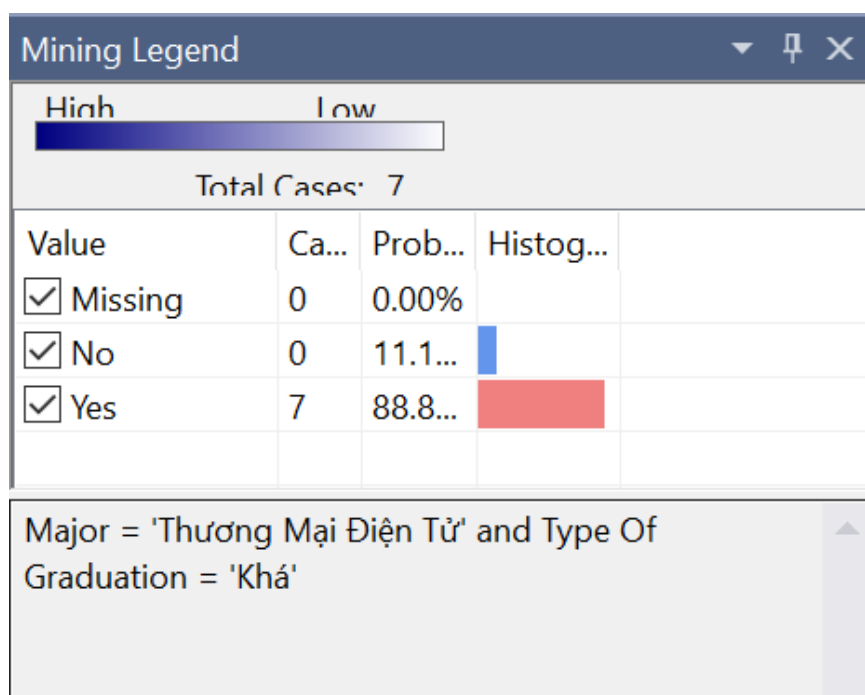 Mining Legend
High Low
Total Cases: 7
Value Ca... Prob... Histog...
Missing 0 0.00%
No 0 11.1...
Yes 7 88.8...
Major = 'Thương Mại Điện Tử' and Type Of
Graduation = 'Khá'